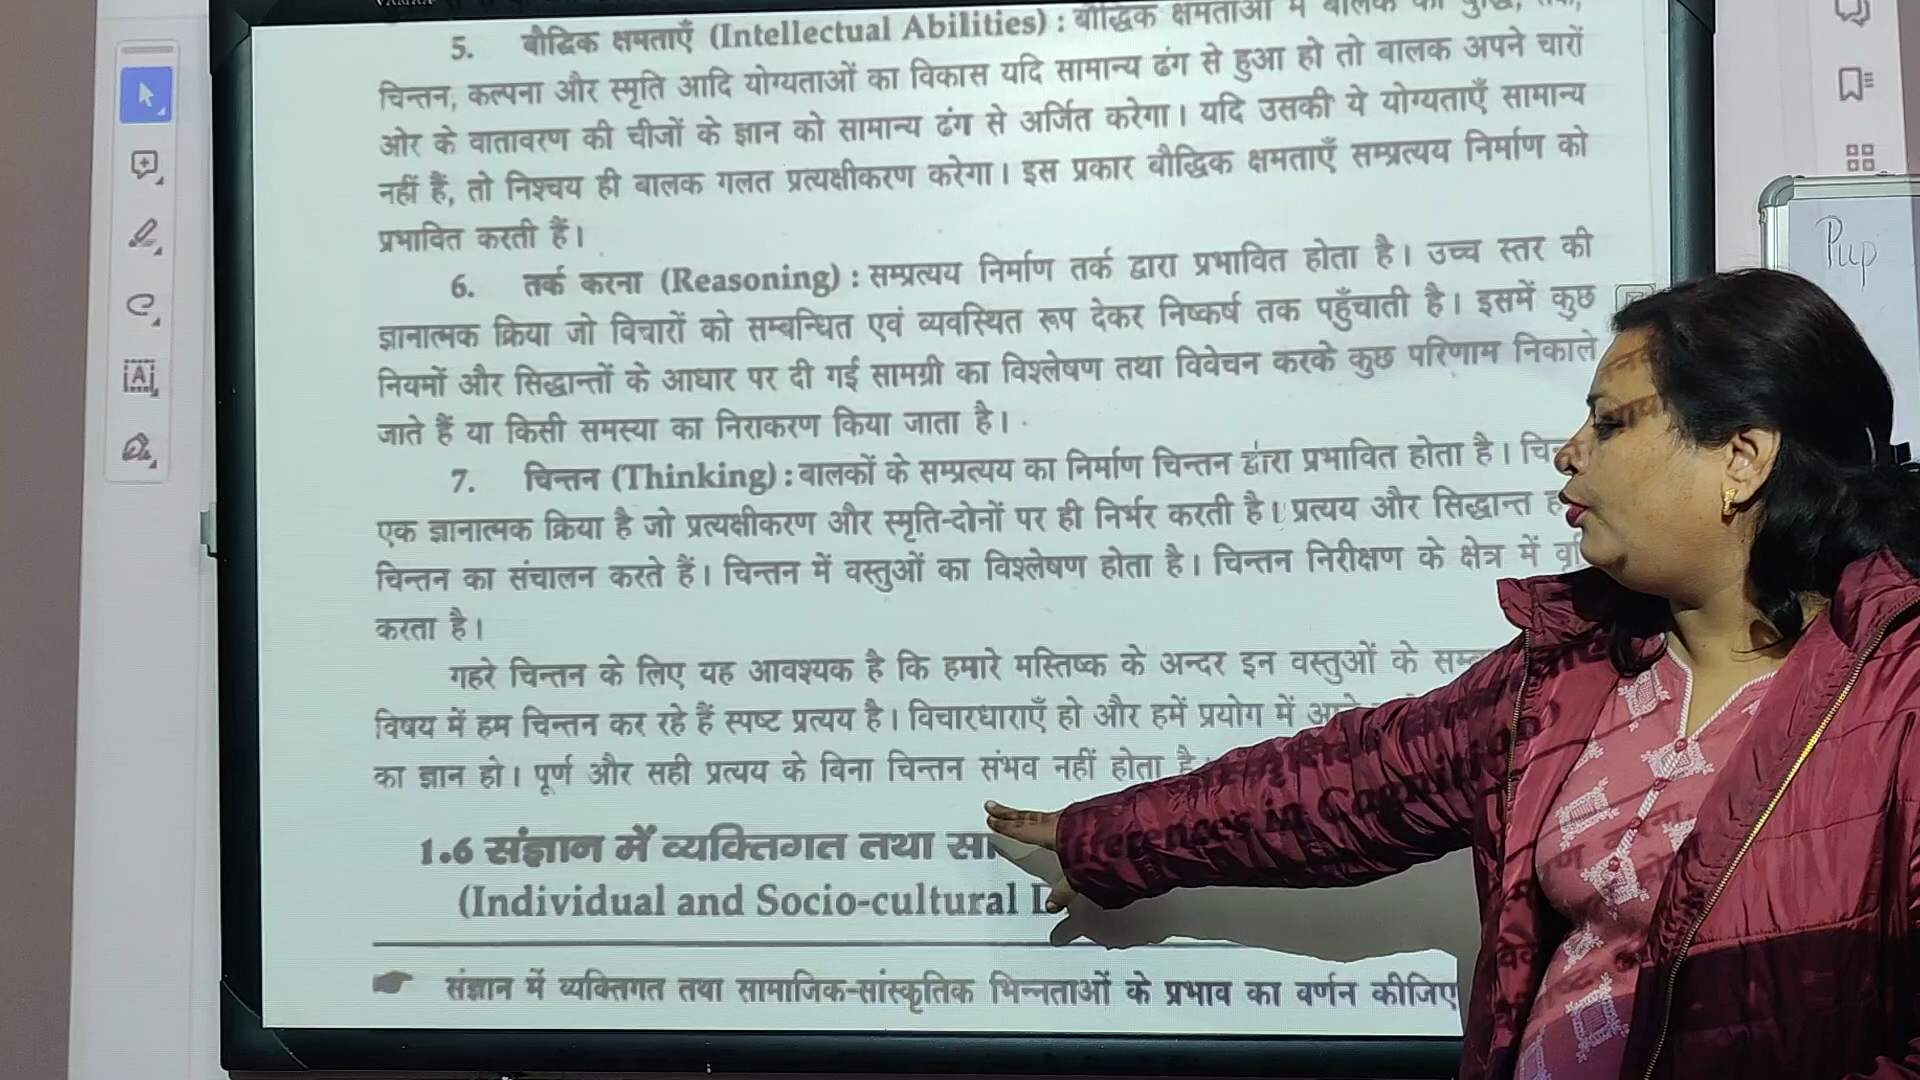 5. बौद्धिक क्षमताएँ (Intellectual Abilities) : बौद्धिक क्षमताओं में बालक की बुद्धि, तर्क,
चिन्तन, कल्पना और स्मृति आदि योग्यताओं का विकास यदि सामान्य ढंग से हुआ हो तो बालक अपने चारों
ओर के वातावरण की चीजों के ज्ञान को सामान्य ढंग से अर्जित करेगा। यदि उसकी ये योग्यताएँ सामान्य
नहीं हैं, तो निश्चय ही बालक गलत प्रत्यक्षीकरण करेगा। इस प्रकार बौद्धिक क्षमताएँ सम्प्रत्यय निर्माण को
प्रभावित करती हैं।
6. तर्क करना (Reasoning) : सम्प्रत्यय निर्माण तर्क द्वारा प्रभावित होता है। उच्च स्तर की
ज्ञानात्मक क्रिया जो विचारों को सम्बन्धित एवं व्यवस्थित रूप देकर निष्कर्ष तक पहुँचाती है। इसमें कुछ
नियमों और सिद्धान्तों के आधार पर दी गई सामग्री का विश्लेषण तथा विवेचन करके कुछ परिणाम निकाले
जाते हैं या किसी समस्या का निराकरण किया जाता है।
7. चिन्तन (Thinking) : बालकों के सम्प्रत्यय का निर्माण चिन्तन द्वारा प्रभावित होता है।
एक ज्ञानात्मक क्रिया है जो प्रत्यक्षीकरण और स्मृति-दोनों पर ही निर्भर करती है। प्रत्यय और सिद्धान्त
चिन्तन का संचालन करते हैं। चिन्तन में वस्तुओं का विश्लेषण होता है। चिन्तन निरीक्षण के क्षेत्र में
करता है।
गहरे चिन्तन के लिए यह आवश्यक है कि हमारे मस्तिष्क के अन्दर इन वस्तुओं के
विषय में हम चिन्तन कर रहे हैं स्पष्ट प्रत्यय है। विचारधाराएँ हो और हमें प्रयोग में
का ज्ञान हो। पूर्ण और सही प्रत्यय के बिना चिन्तन संभव नहीं होता है
1.6 संज्ञान में व्यक्तिगत तथा
(Individual and Socio-cultural Differences in Cognition)
संज्ञान में व्यक्तिगत तथा सामाजिक-सांस्कृतिक भिन्नताओं के प्रभाव का वर्णन कीजिए
Pup